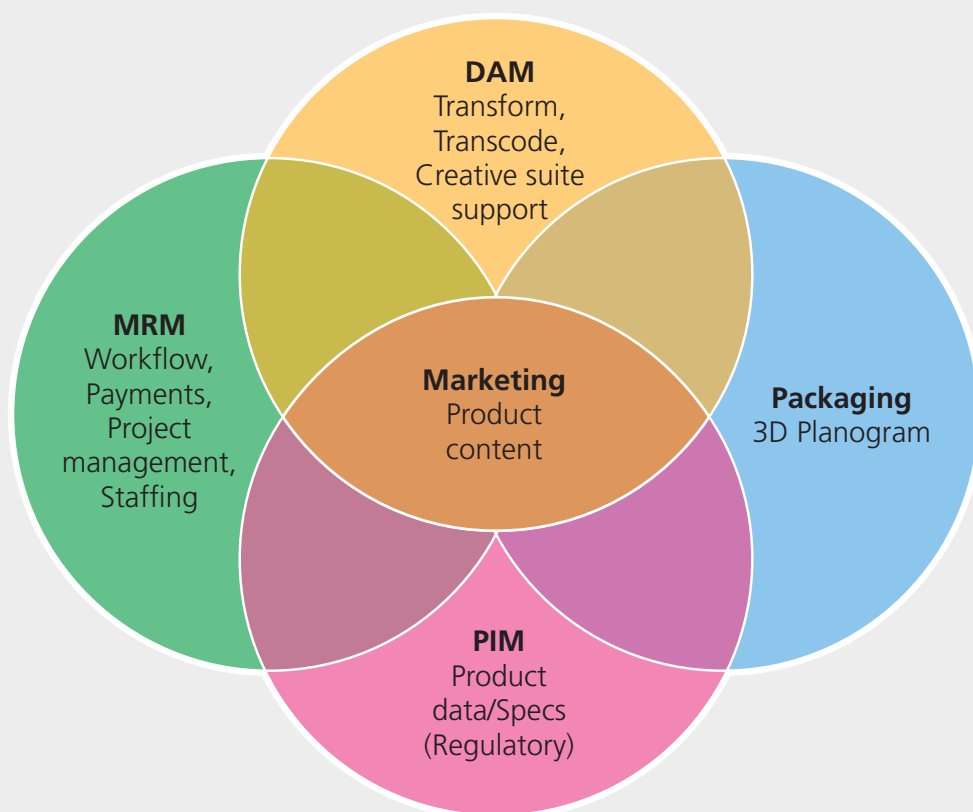 DAM
Transform,
Transcode,
Creative suite
support
MRM
Workflow,
Payments,
Project
management,
Staffing
Marketing
Product
content
Packaging
3D Planogram
PIM
Product
data/Specs
(Regulatory)